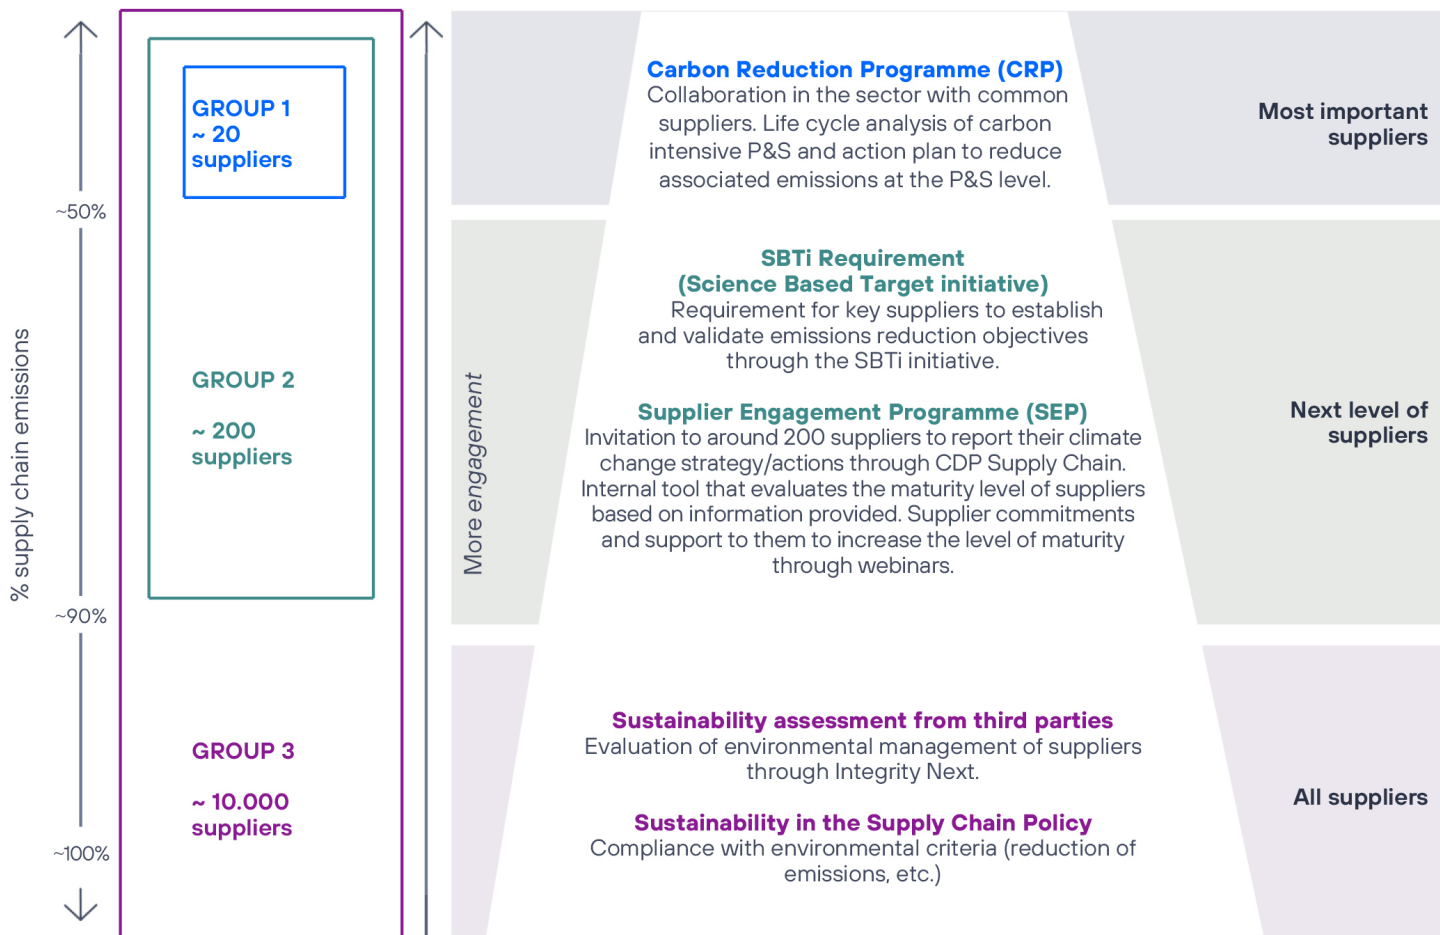 % supply chain emissions
~50%
~90%
~100%
GROUP 1
~ 20
suppliers
GROUP 2
~ 200
suppliers
GROUP 3
~ 10.000
suppliers
More engagement
Carbon Reduction Programme (CRP)
Collaboration in the sector with common
suppliers. Life cycle analysis of carbon
intensive P&S and action plan to reduce
associated emissions at the P&S level.
Most important
suppliers
SBTi Requirement
(Science Based Target initiative)
Requirement for key suppliers to establish
and validate emissions reduction objectives
through the SBTi initiative.
Supplier Engagement Programme (SEP)
Invitation to around 200 suppliers to report their climate
change strategy/actions through CDP Supply Chain.
Internal tool that evaluates the maturity level of suppliers
based on information provided. Supplier commitments
and support to them to increase the level of maturity
through webinars.
Next level of
suppliers
Sustainability assessment from third parties
Evaluation of environmental management of suppliers
through Integrity Next.
Sustainability in the Supply Chain Policy
Compliance with environmental criteria (reduction of
emissions, etc.)
All suppliers